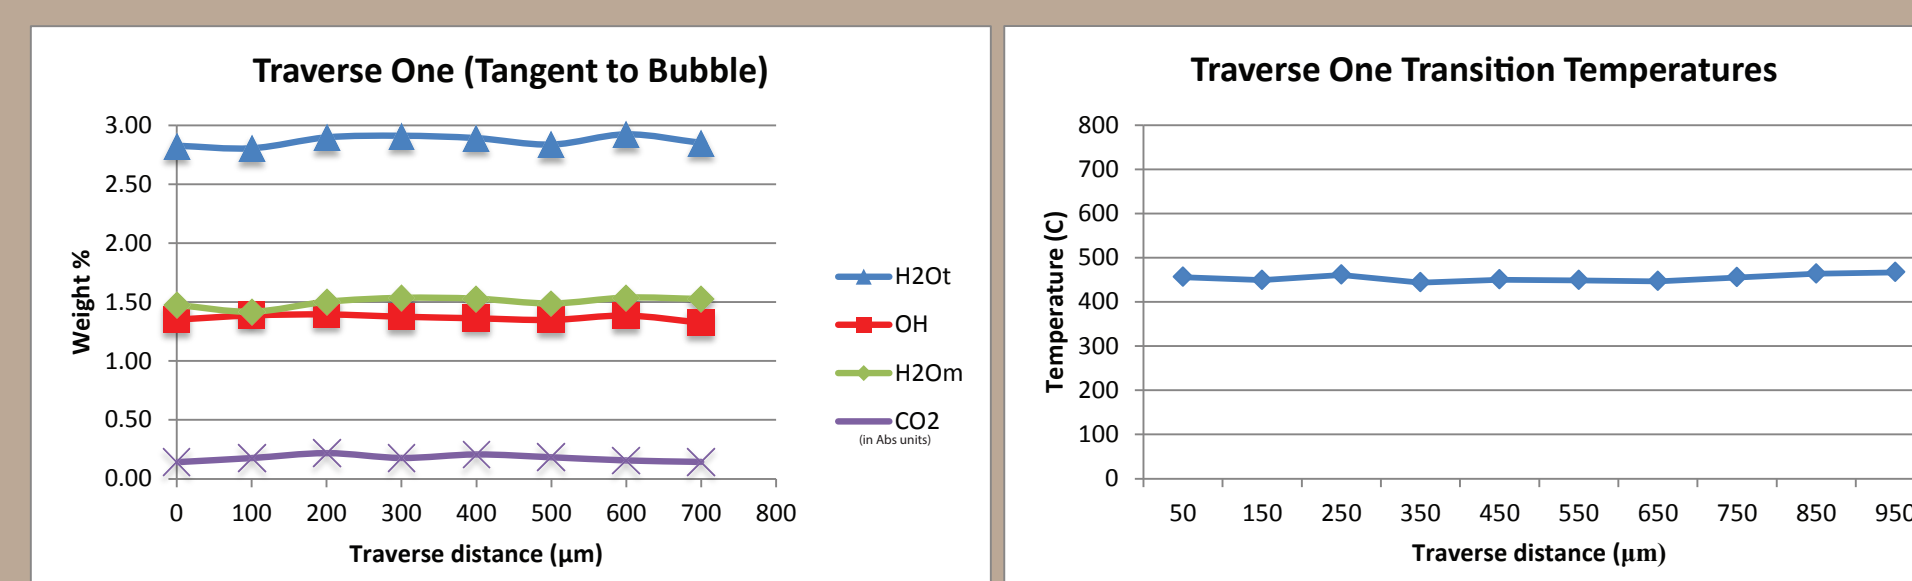 Traverse One (Tangent to Bubble)
3.00
2.50
2.00
1.50
1.00
0.50
0.00
Weight %
0 100 200 300 400 500 600 700 800
Traverse distance (μm)
H2Ot
OH
H2Om
CO2
(in Abs units)
Traverse One Transition Temperatures
800
700
600
500
400
300
200
100
0
Temperature (C)
50 150 250 350 450 550 650 750 850 950
Traverse distance (μm)